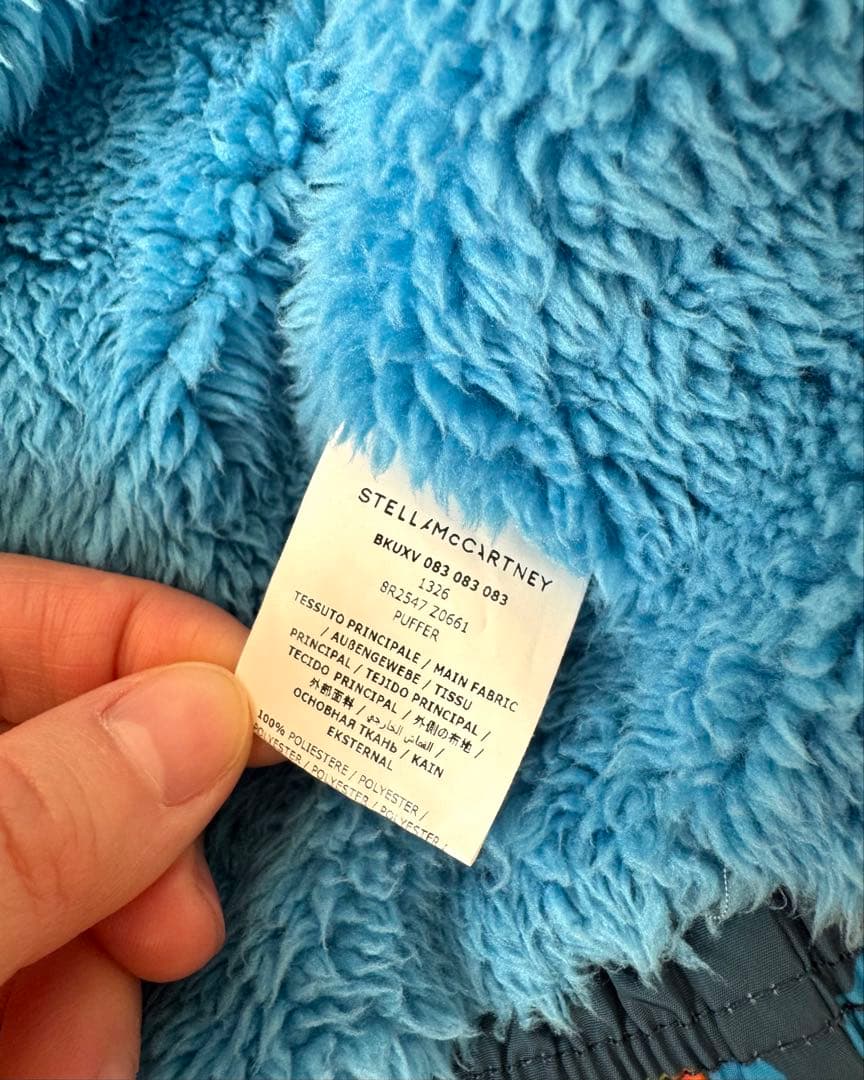 STELLA McCARTNEY
BKUXV 083 083 083
1326
8R2547 Z0661
PUFFER
TESSUTO PRINCIPALE / MAIN FABRIC
/ AUßENGEWEBE / TISSU
PRINCIPAL / TEJIDO PRINCIPAL /
TECIDO PRINCIPAL / 外側の布地 /
外部面料 / القماش الخارجي /
ОСНОВНАЯ ТКАНЬ / KAIN
EKSTERNAL
100% POLIESTERE / POLYESTER /
POLYESTER / POLYESTER /